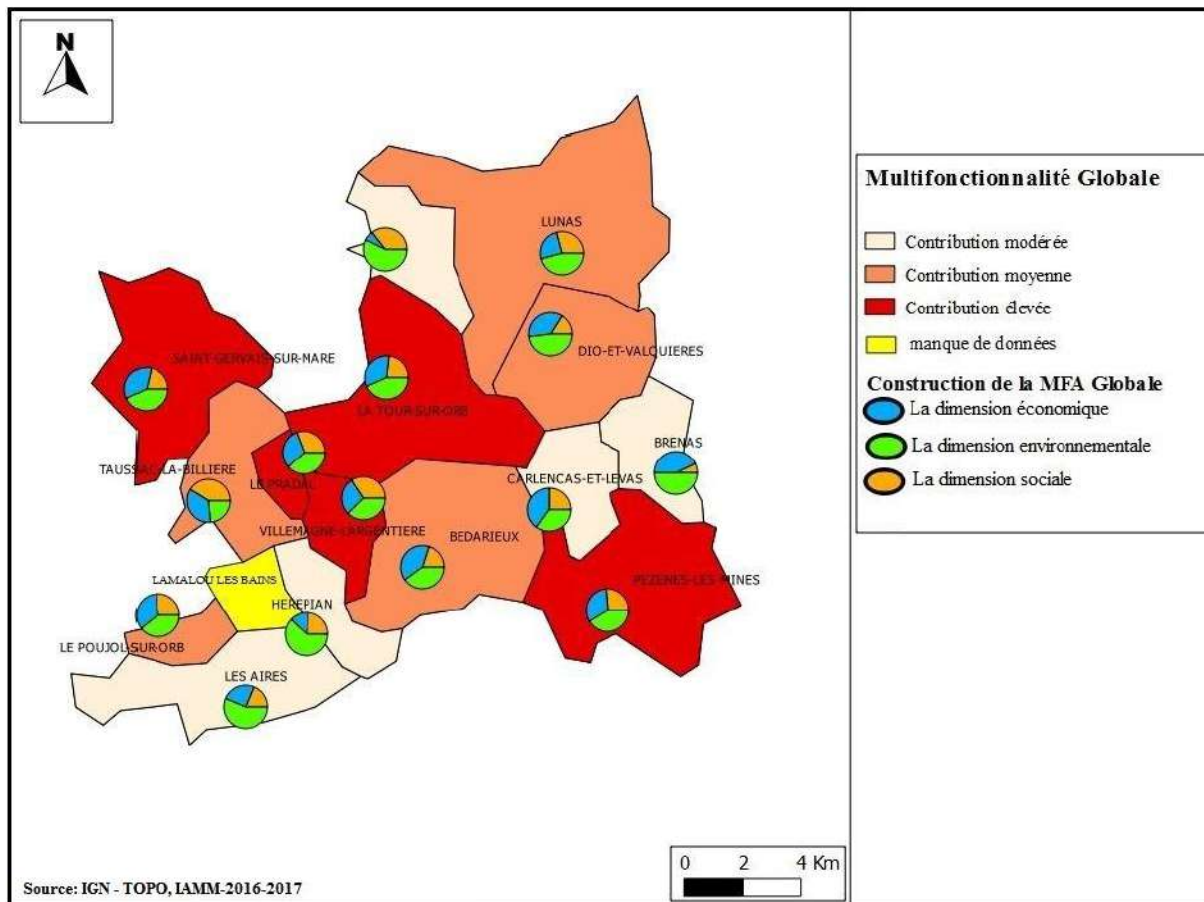 N
LUNAS
DIO-ET-VALQUIERES
SAINT-GERVAIS-SUR-MARE
LA TOUR-SUR-ORB
BRENAS
TAUSSAC-LA-BILLIERE
LE PRADAL
CARLENCAS-ET-LEVAS
VILLEMAGNE-L'ARGENTIERE
BEDARIEUX
PEZENES-LES-MINES
LAMALOU LES BAINS
HEREPIAN
LE POUJOL-SUR-ORB
LES AIRES
Multifonctionnalité Globale
Contribution modérée
Contribution moyenne
Contribution élevée
manque de données
Construction de la MFA Globale
La dimension économique
La dimension environnementale
La dimension sociale
0 2 4 Km
Source: IGN - TOPO, IAMM-2016-2017